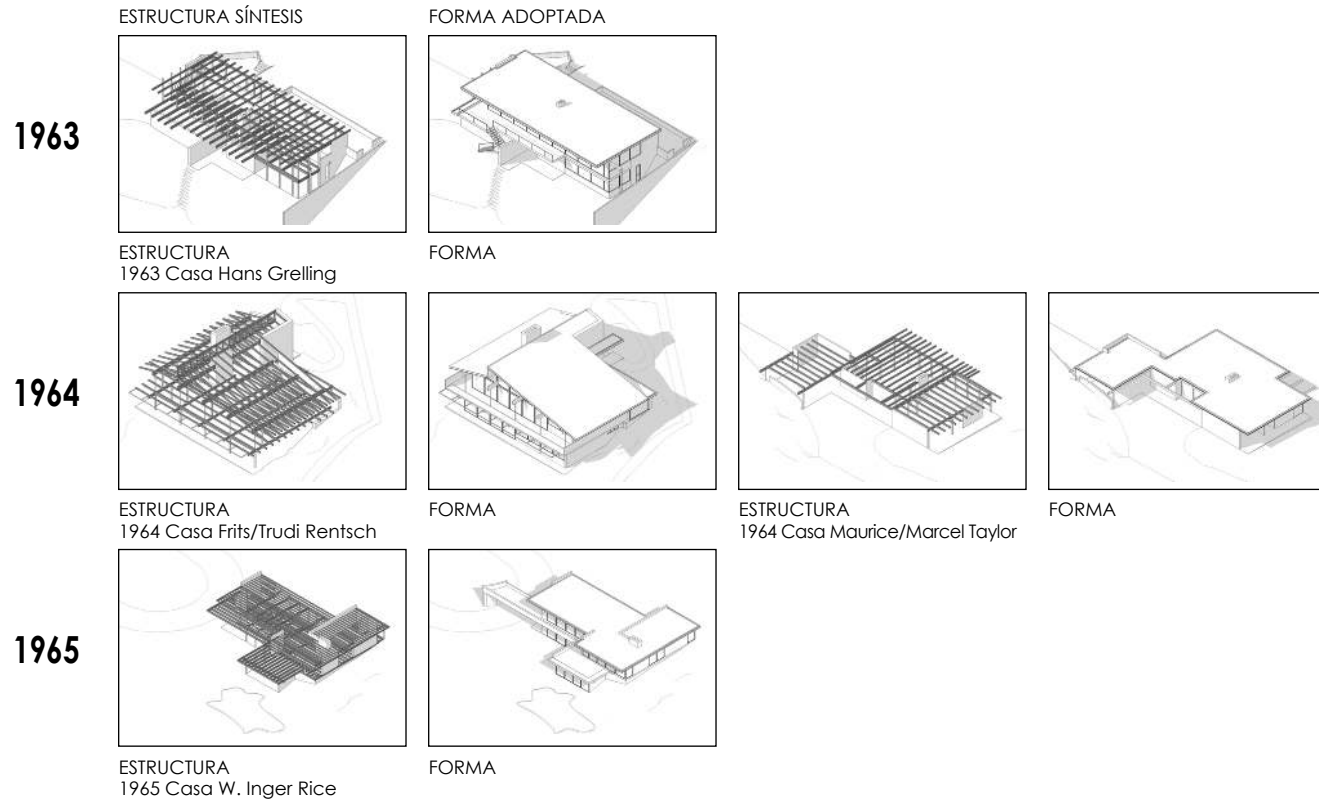 ESTRUCTURA SÍNTESIS
FORMA ADOPTADA
1963
ESTRUCTURA
1963 Casa Hans Grelling
FORMA
1964
ESTRUCTURA
1964 Casa Frits/Trudi Rentsch
FORMA
ESTRUCTURA
1964 Casa Maurice/Marcel Taylor
FORMA
1965
ESTRUCTURA
1965 Casa W. Inger Rice
FORMA